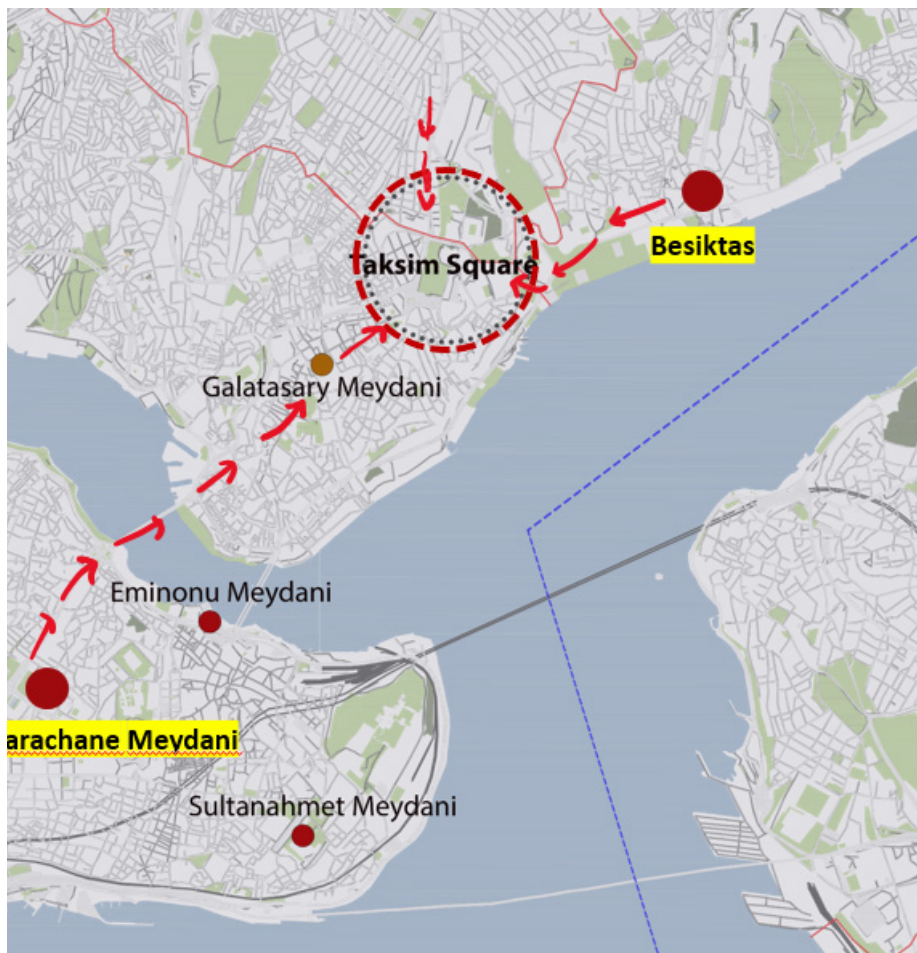 Taksim Square
Besiktas
Galatasary Meydani
Eminonu Meydani
arachane Meydani
Sultanahmet Meydani